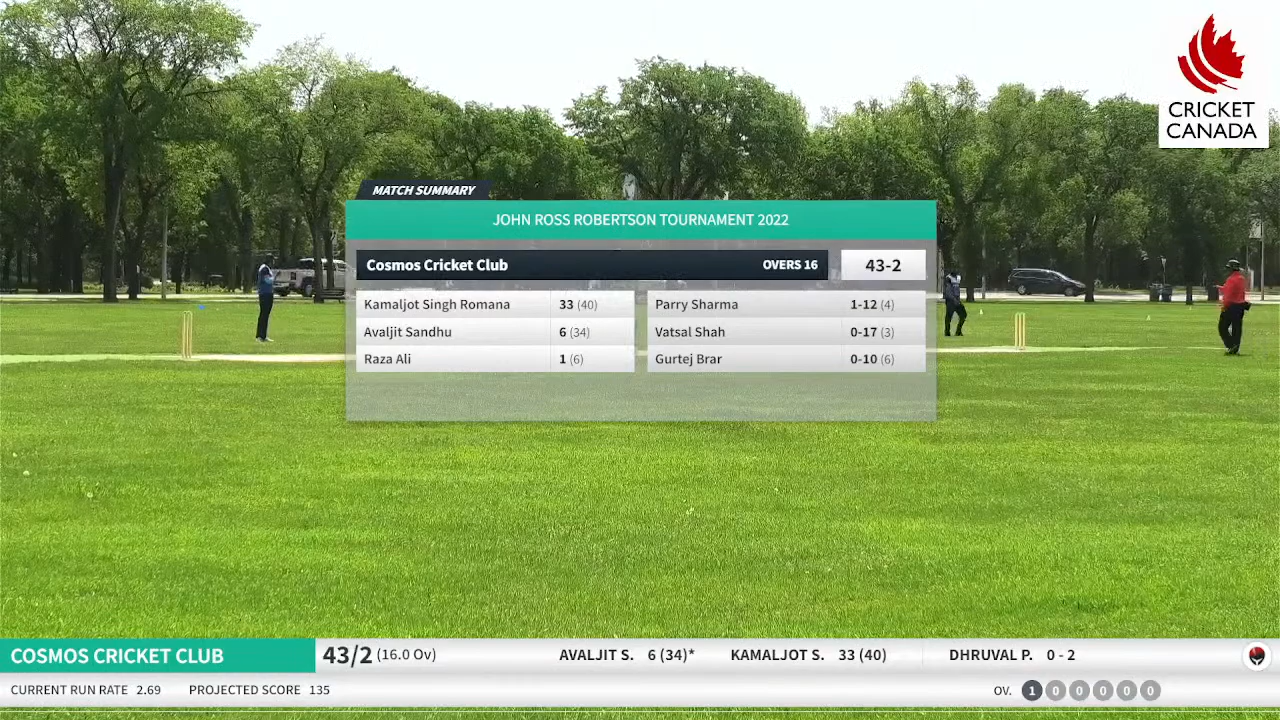 CRICKET
CANADA
MATCH SUMMARY
JOHN ROSS ROBERTSON TOURNAMENT 2022
Cosmos Cricket Club OVERS 16 43-2
Kamaljot Singh Romana 33 (40) Parry Sharma 1-12 (4)
Avaljit Sandhu 6 (34) Vatsal Shah 0-17 (3)
Raza Ali 1 (6) Gurtej Brar 0-10 (6)
COSMOS CRICKET CLUB 43/2 (16.0 Ov) AVALJIT S. 6 (34)* KAMALJOT S. 33 (40) DHRUVAL P. 0 - 2
CURRENT RUN RATE 2.69 PROJECTED SCORE 135 OV. 1 0 0 0 0 0